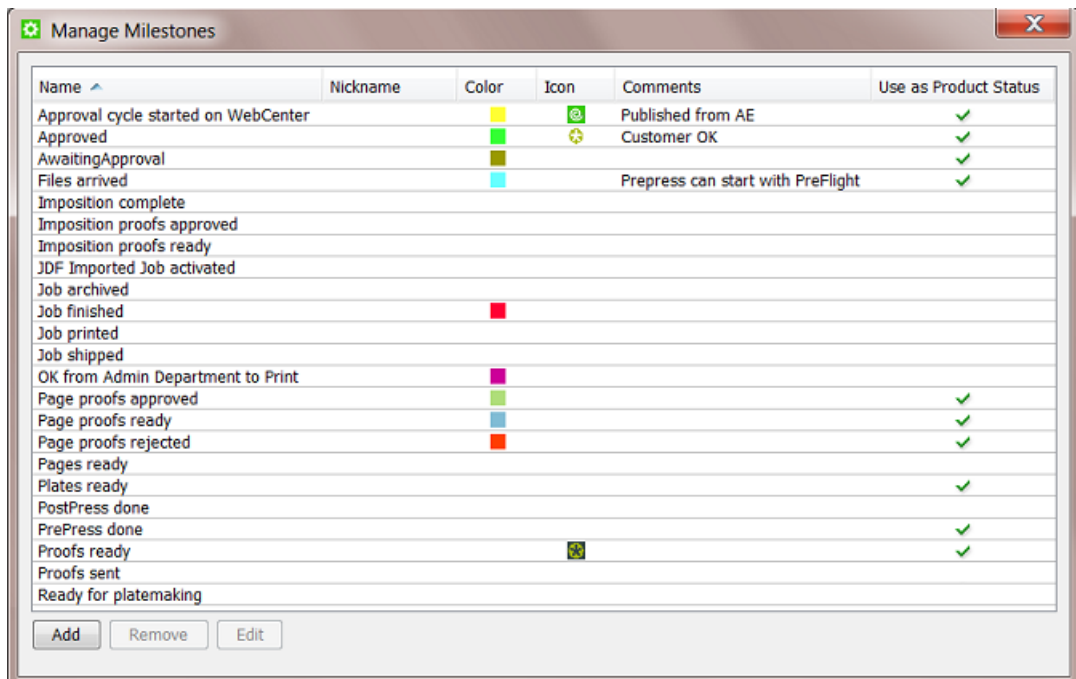 Manage Milestones
X
Name Nickname Color Icon Comments Use as Product Status
Approval cycle started on WebCenter Published from AE
Approved Customer OK
AwaitingApproval
Files arrived Prepress can start with PreFlight
Imposition complete
Imposition proofs approved
Imposition proofs ready
JDF Imported Job activated
Job archived
Job finished
Job printed
Job shipped
OK from Admin Department to Print
Page proofs approved
Page proofs ready
Page proofs rejected
Pages ready
Plates ready
PostPress done
PrePress done
Proofs ready
Proofs sent
Ready for platemaking
Add Remove Edit